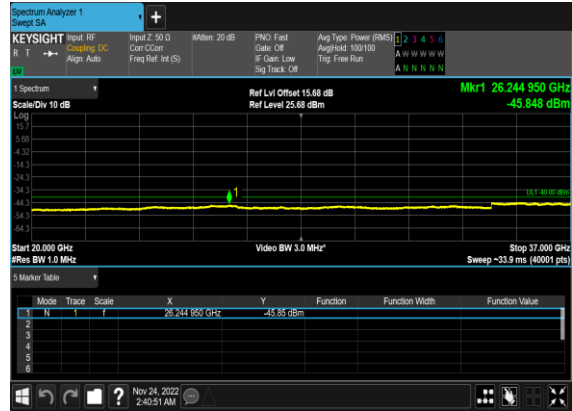 Spectrum Analyzer 1
Swept SA
+
KEYSIGHT Input: RF Input Z: 50 Ω #Atten: 20 dB PNO: Fast Avg Type: Power (RMS) 1 2 3 4 5 6
R T Coupling: DC Corr CCorr Gate: Off Avg|Hold: 100/100 A W W W W W
Align: Auto Freq Ref: Int (S) IF Gain: Low Trig: Free Run
Sig Track: Off A N N N N N
1 Spectrum Ref Lvl Offset 15.68 dB Mkr1 26.244 950 GHz
Scale/Div 10 dB Ref Level 25.68 dBm -45.848 dBm
Log
15.7
5.68
-4.32
-14.3
-24.3
-34.3 1 DL1 -40.00 dBm
-44.3
-54.3
-64.3
Start 20.000 GHz Video BW 3.0 MHz* Stop 37.000 GHz
#Res BW 1.0 MHz Sweep ~33.9 ms (40001 pts)
5 Marker Table
Mode Trace Scale X Y Function Function Width Function Value
1 N 1 f 26.244 950 GHz -45.85 dBm
2
3
4
5
6
? Nov 24, 2022
2:40:51 AM